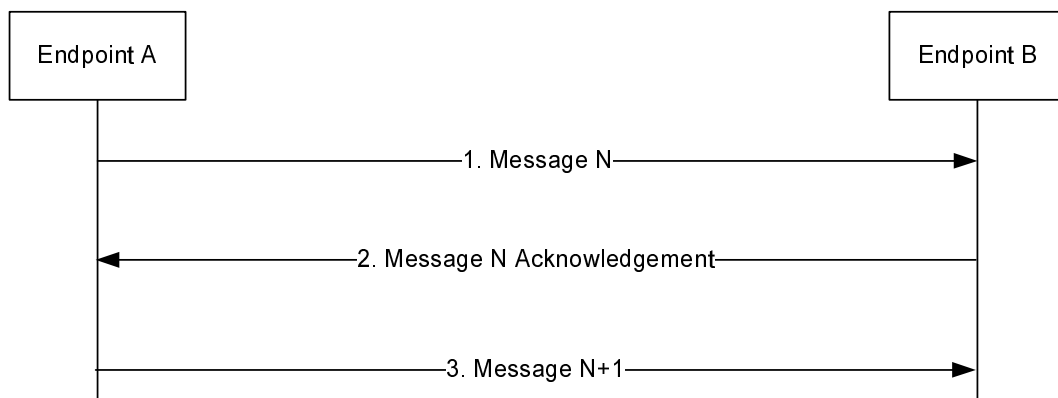 Endpoint A
Endpoint B
1. Message N
2. Message N Acknowledgement
3. Message N+1